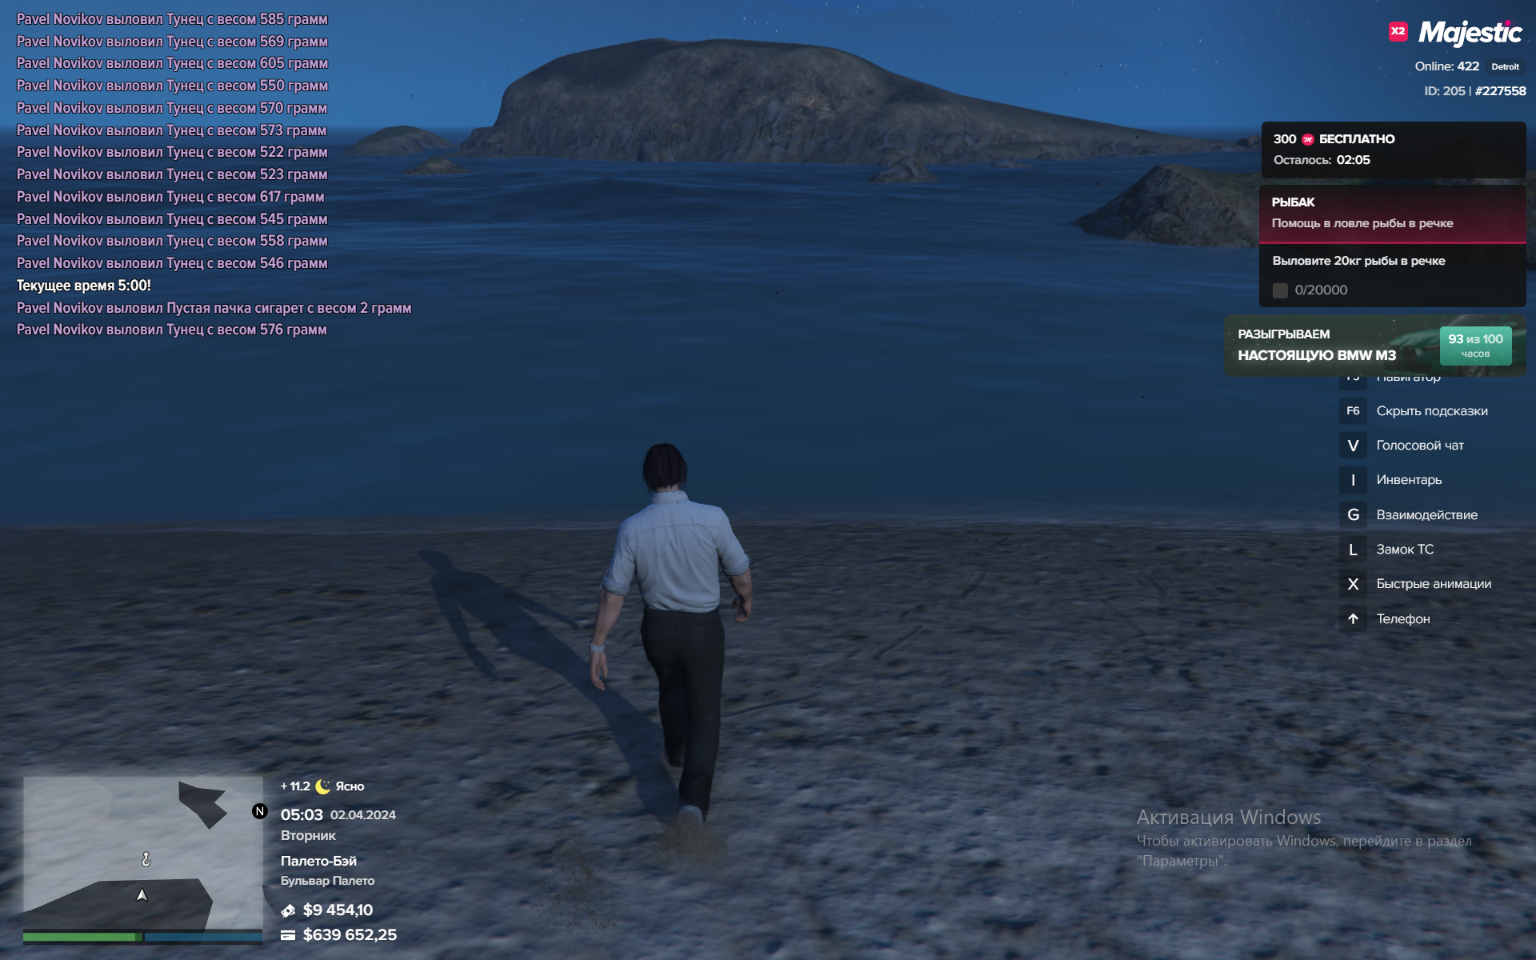 Pavel Novikov выловил Тунец с весом 585 грамм
Pavel Novikov выловил Тунец с весом 569 грамм
Pavel Novikov выловил Тунец с весом 605 грамм
Pavel Novikov выловил Тунец с весом 550 грамм
Pavel Novikov выловил Тунец с весом 570 грамм
Pavel Novikov выловил Тунец с весом 573 грамм
Pavel Novikov выловил Тунец с весом 522 грамм
Pavel Novikov выловил Тунец с весом 523 грамм
Pavel Novikov выловил Тунец с весом 617 грамм
Pavel Novikov выловил Тунец с весом 545 грамм
Pavel Novikov выловил Тунец с весом 558 грамм
Pavel Novikov выловил Тунец с весом 546 грамм
Текущее время 5:00!
Pavel Novikov выловил Пустая пачка сигарет с весом 2 грамм
Pavel Novikov выловил Тунец с весом 576 грамм
X2 Majestic
Online: 422 Detroit
ID: 205 | #227558
300 БЕСПЛАТНО
Осталось: 02:05
РЫБАК
Помощь в ловле рыбы в речке
Выловите 20кг рыбы в речке
0/20000
РАЗЫГРЫВАЕМ
НАСТОЯЩУЮ BMW M3
93 из 100
часов
Навигатор
F6 Скрыть подсказки
V Голосовой чат
I Инвентарь
G Взаимодействие
L Замок ТС
X Быстрые анимации
↑ Телефон
N
+ 11.2 Ясно
05:03 02.04.2024
Вторник
Палето-Бэй
Бульвар Палето
$9 454,10
$639 652,25
Активация Windows
Чтобы активировать Windows, перейдите в раздел
"Параметры".